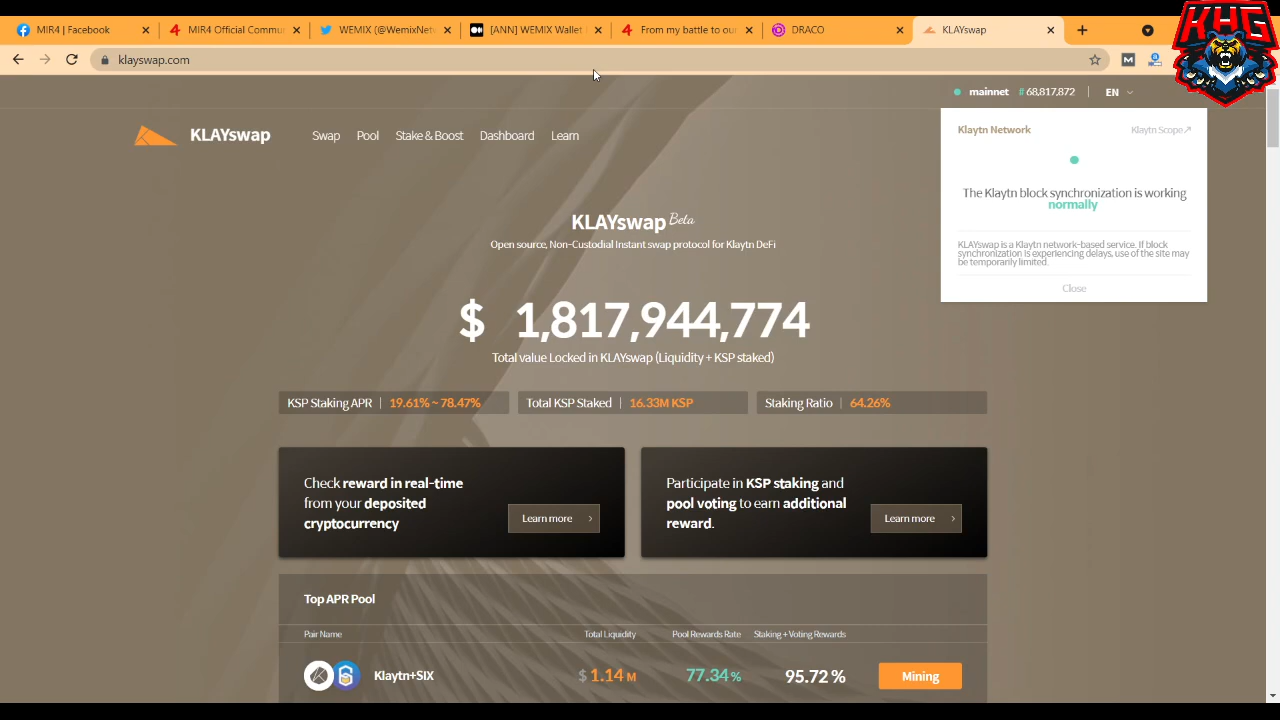 MIR4 | Facebook
MIR4 Official Commu
WEMIX (@WemixNet
[ANN] WEMIX Wallet
From my battle to ou
DRACO
KLAYswap
KHG
klayswap.com
mainnet # 68,817,872
EN
KLAYswap
Swap Pool Stake & Boost Dashboard Learn
Klaytn Network
Klaytn Scope↗
The Klaytn block synchronization is working
normally
KLAYswap is a Klaytn network-based service. If block
synchronization is experiencing delays, use of the site may
be temporarily limited.
Close
KLAYswap Beta
Open source, Non-Custodial Instant swap protocol for Klaytn DeFi
$ 1,817,944,774
Total value Locked in KLAYswap (Liquidity + KSP staked)
KSP Staking APR | 19.61% ~ 78.47%
Total KSP Staked | 16.33M KSP
Staking Ratio | 64.26%
Check reward in real-time
from your deposited
cryptocurrency
Learn more
Participate in KSP staking and
pool voting to earn additional
reward.
Learn more
Top APR Pool
Pair Name Total Liquidity Pool Rewards Rate Staking + Voting Rewards
Klaytn+SIX $ 1.14 M 77.34 % 95.72 % Mining